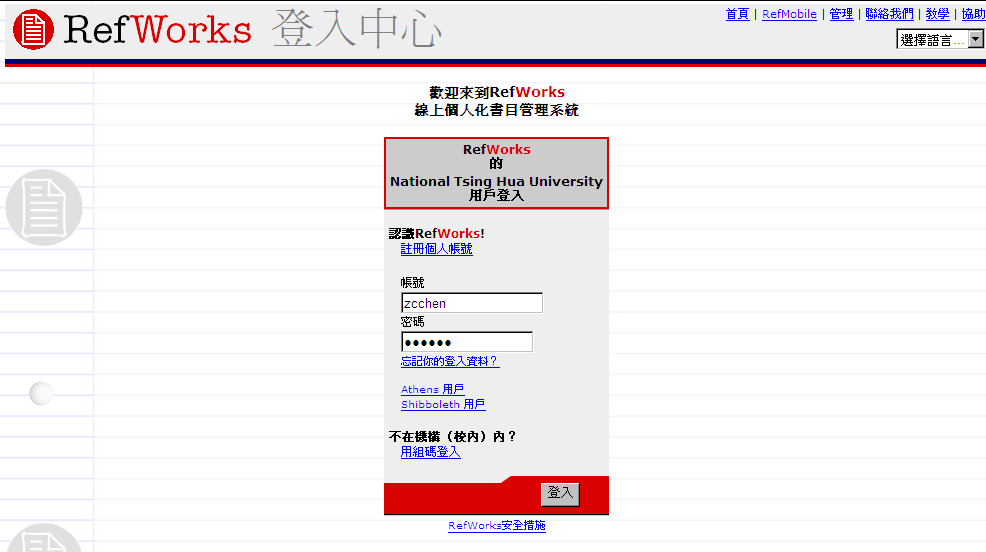 RefWorks 登入中心
首頁 | RefMobile | 管理 | 聯絡我們 | 教學 | 協助
選擇語言...
歡迎來到RefWorks
線上個人化書目管理系統
RefWorks
的
National Tsing Hua University
用戶登入
認識RefWorks!
註冊個人帳號
帳號
zcchen
密碼
●●●●●●
忘記你的登入資料？
Athens 用戶
Shibboleth 用戶
不在機構（校內）內？
用組碼登入
登入
RefWorks安全措施